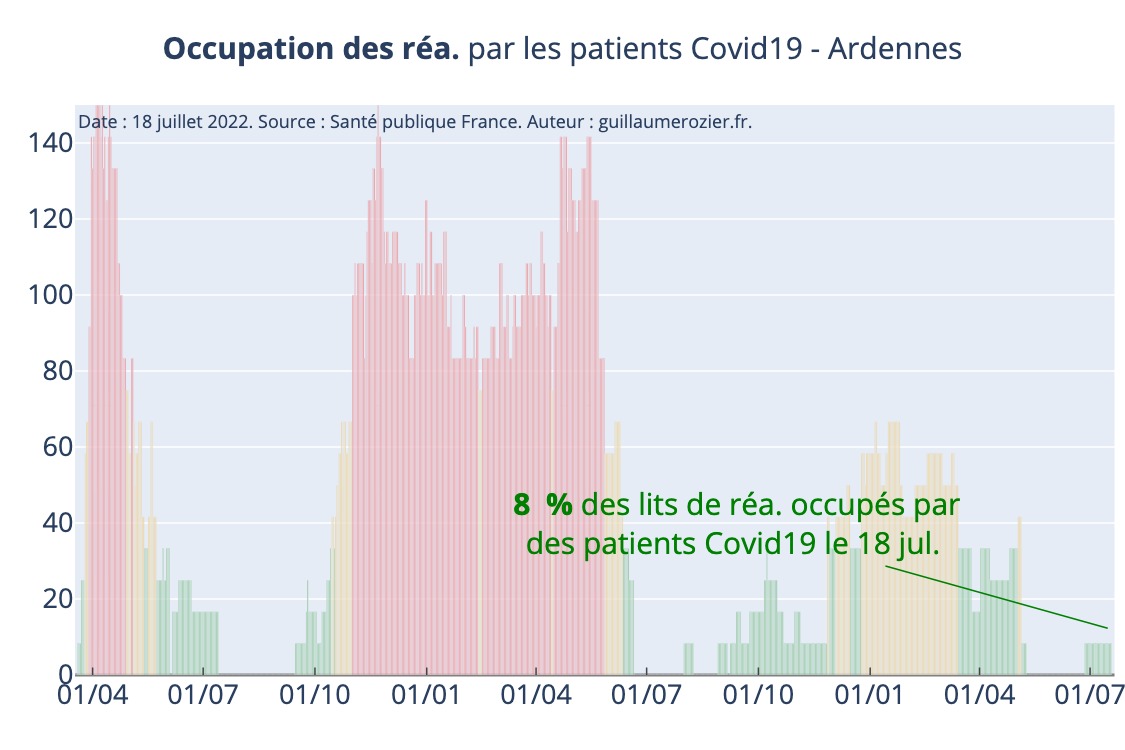 Occupation des réa. par les patients Covid19 - Ardennes
Date : 18 juillet 2022. Source : Santé publique France. Auteur : guillaumerozier.fr.
140
120
100
80
60
40
20
0
8 % des lits de réa. occupés par
des patients Covid19 le 18 jul.
01/04 01/07 01/10 01/01 01/04 01/07 01/10 01/01 01/04 01/07